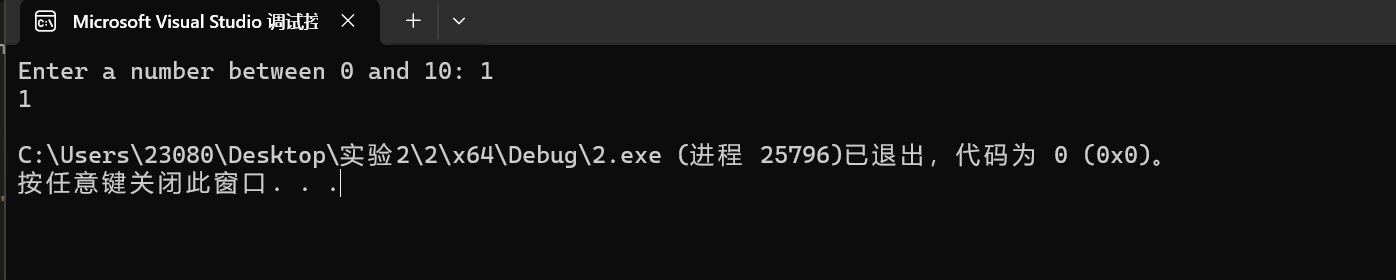 Microsoft Visual Studio 调试控
Enter a number between 0 and 10: 1
1
C:\Users\23080\Desktop\实验2\2\x64\Debug\2.exe (进程 25796)已退出，代码为 0 (0x0)。
按任意键关闭此窗口. . .